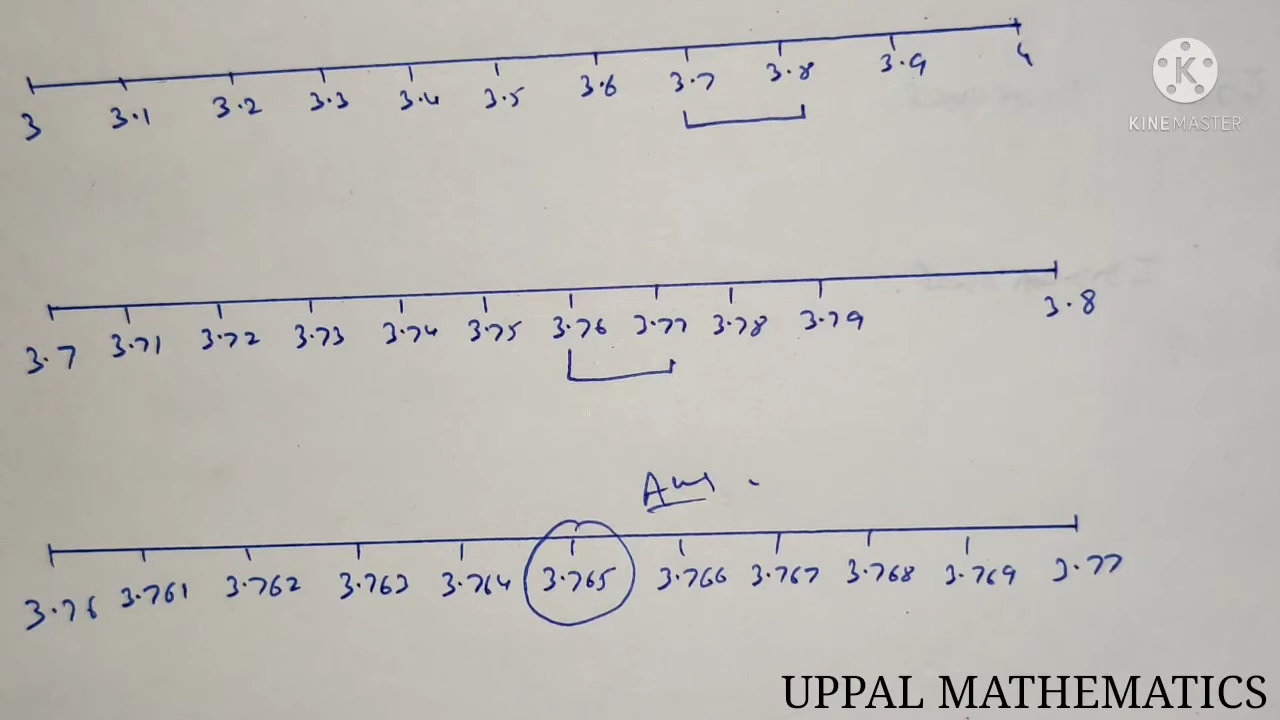 3 3.1 3.2 3.3 3.4 3.5 3.6 3.7 3.8 3.9 4
KINEMASTER
3.7 3.71 3.72 3.73 3.74 3.75 3.76 3.77 3.78 3.79 3.8
Ans.
3.76 3.761 3.762 3.763 3.764 3.765 3.766 3.767 3.768 3.769 3.77
UPPAL MATHEMATICS